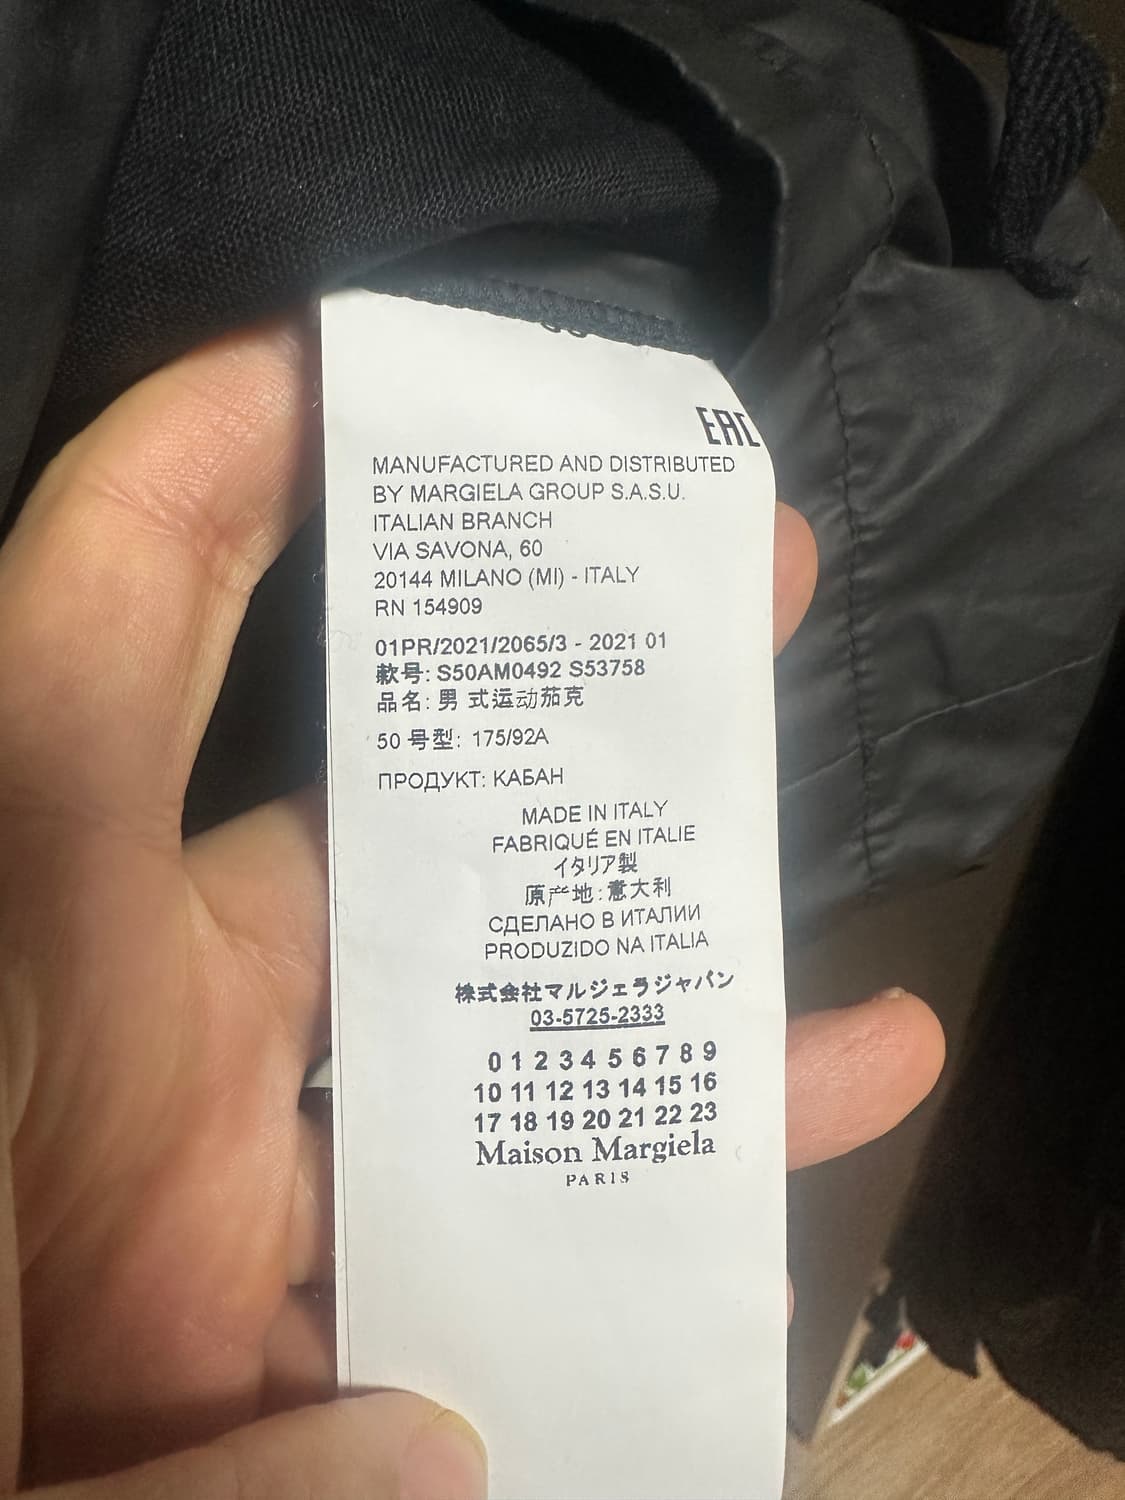 EAC
MANUFACTURED AND DISTRIBUTED
BY MARGIELA GROUP S.A.S.U.
ITALIAN BRANCH
VIA SAVONA, 60
20144 MILANO (MI) - ITALY
RN 154909
01PR/2021/2065/3 - 2021 01
款号: S50AM0492 S53758
品名: 男 式运动茄克
50 号型: 175/92A
ПРОДУКТ: КАБАН
MADE IN ITALY
FABRIQUÉ EN ITALIE
イタリア製
原产地:意大利
СДЕЛАНО В ИТАЛИИ
PRODUZIDO NA ITALIA
株式会社マルジェラジャパン
03-5725-2333
0 1 2 3 4 5 6 7 8 9
10 11 12 13 14 15 16
17 18 19 20 21 22 23
Maison Margiela
PARIS